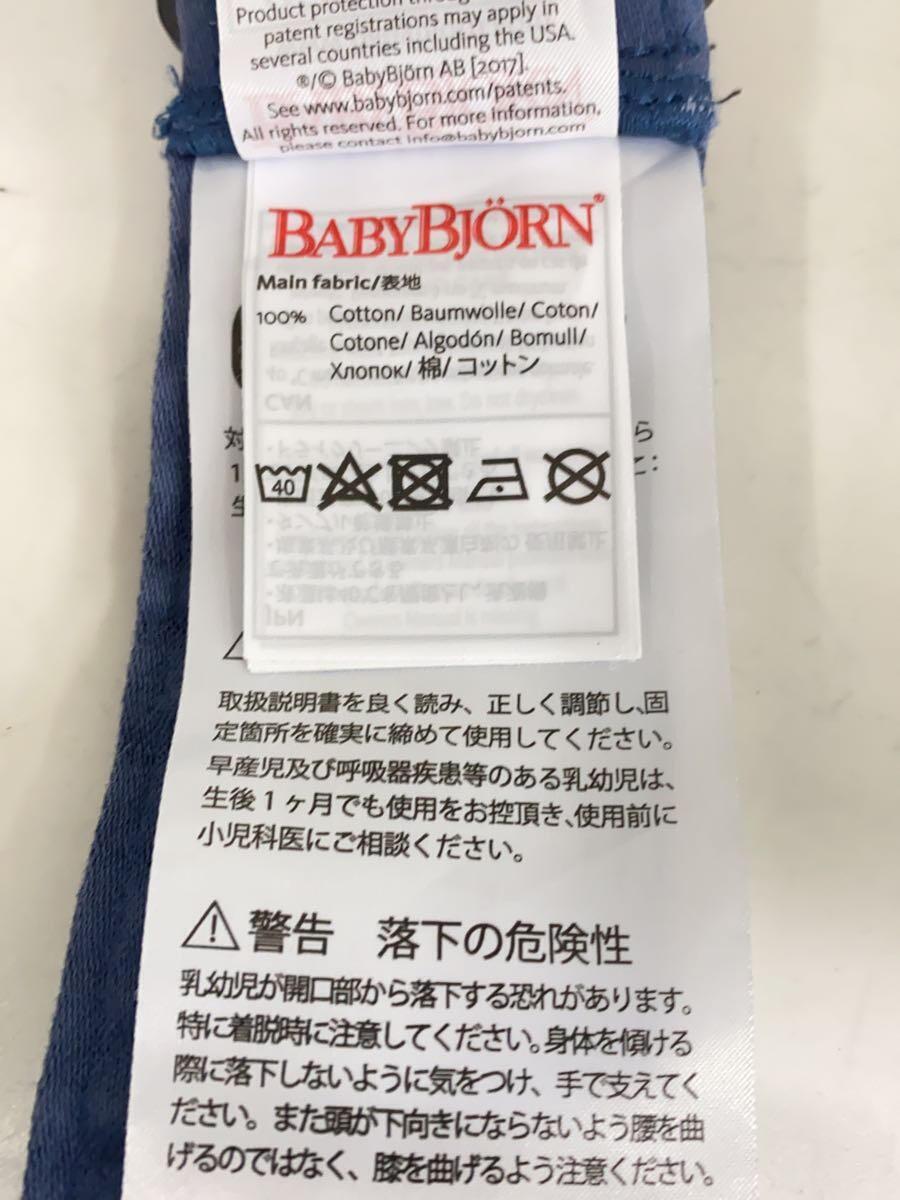 Product protection through
patent registrations may apply in
several countries including the USA.
®/© BabyBjörn AB [2017].
See www.babybjorn.com/patents.
All rights reserved. For more information,
please contact info@babybjorn.com
BABYBJÖRN®
Main fabric/表地
100% Cotton/ Baumwolle/ Coton/
Cotone/ Algodón/ Bomull/
Хлопок/ 棉/ コットン
40
取扱説明書を良く読み、正しく調節し、固
定箇所を確実に締めて使用してください。
早産児及び呼吸器疾患等のある乳幼児は、
生後1ヶ月でも使用をお控頂き、使用前に
小児科医にご相談ください。
警告 落下の危険性
乳幼児が開口部から落下する恐れがあります。
特に着脱時に注意してください。身体を傾ける
際に落下しないように気をつけ、手で支えてく
ださい。また頭が下向きにならないよう腰を曲
げるのではなく、膝を曲げるよう注意ください。